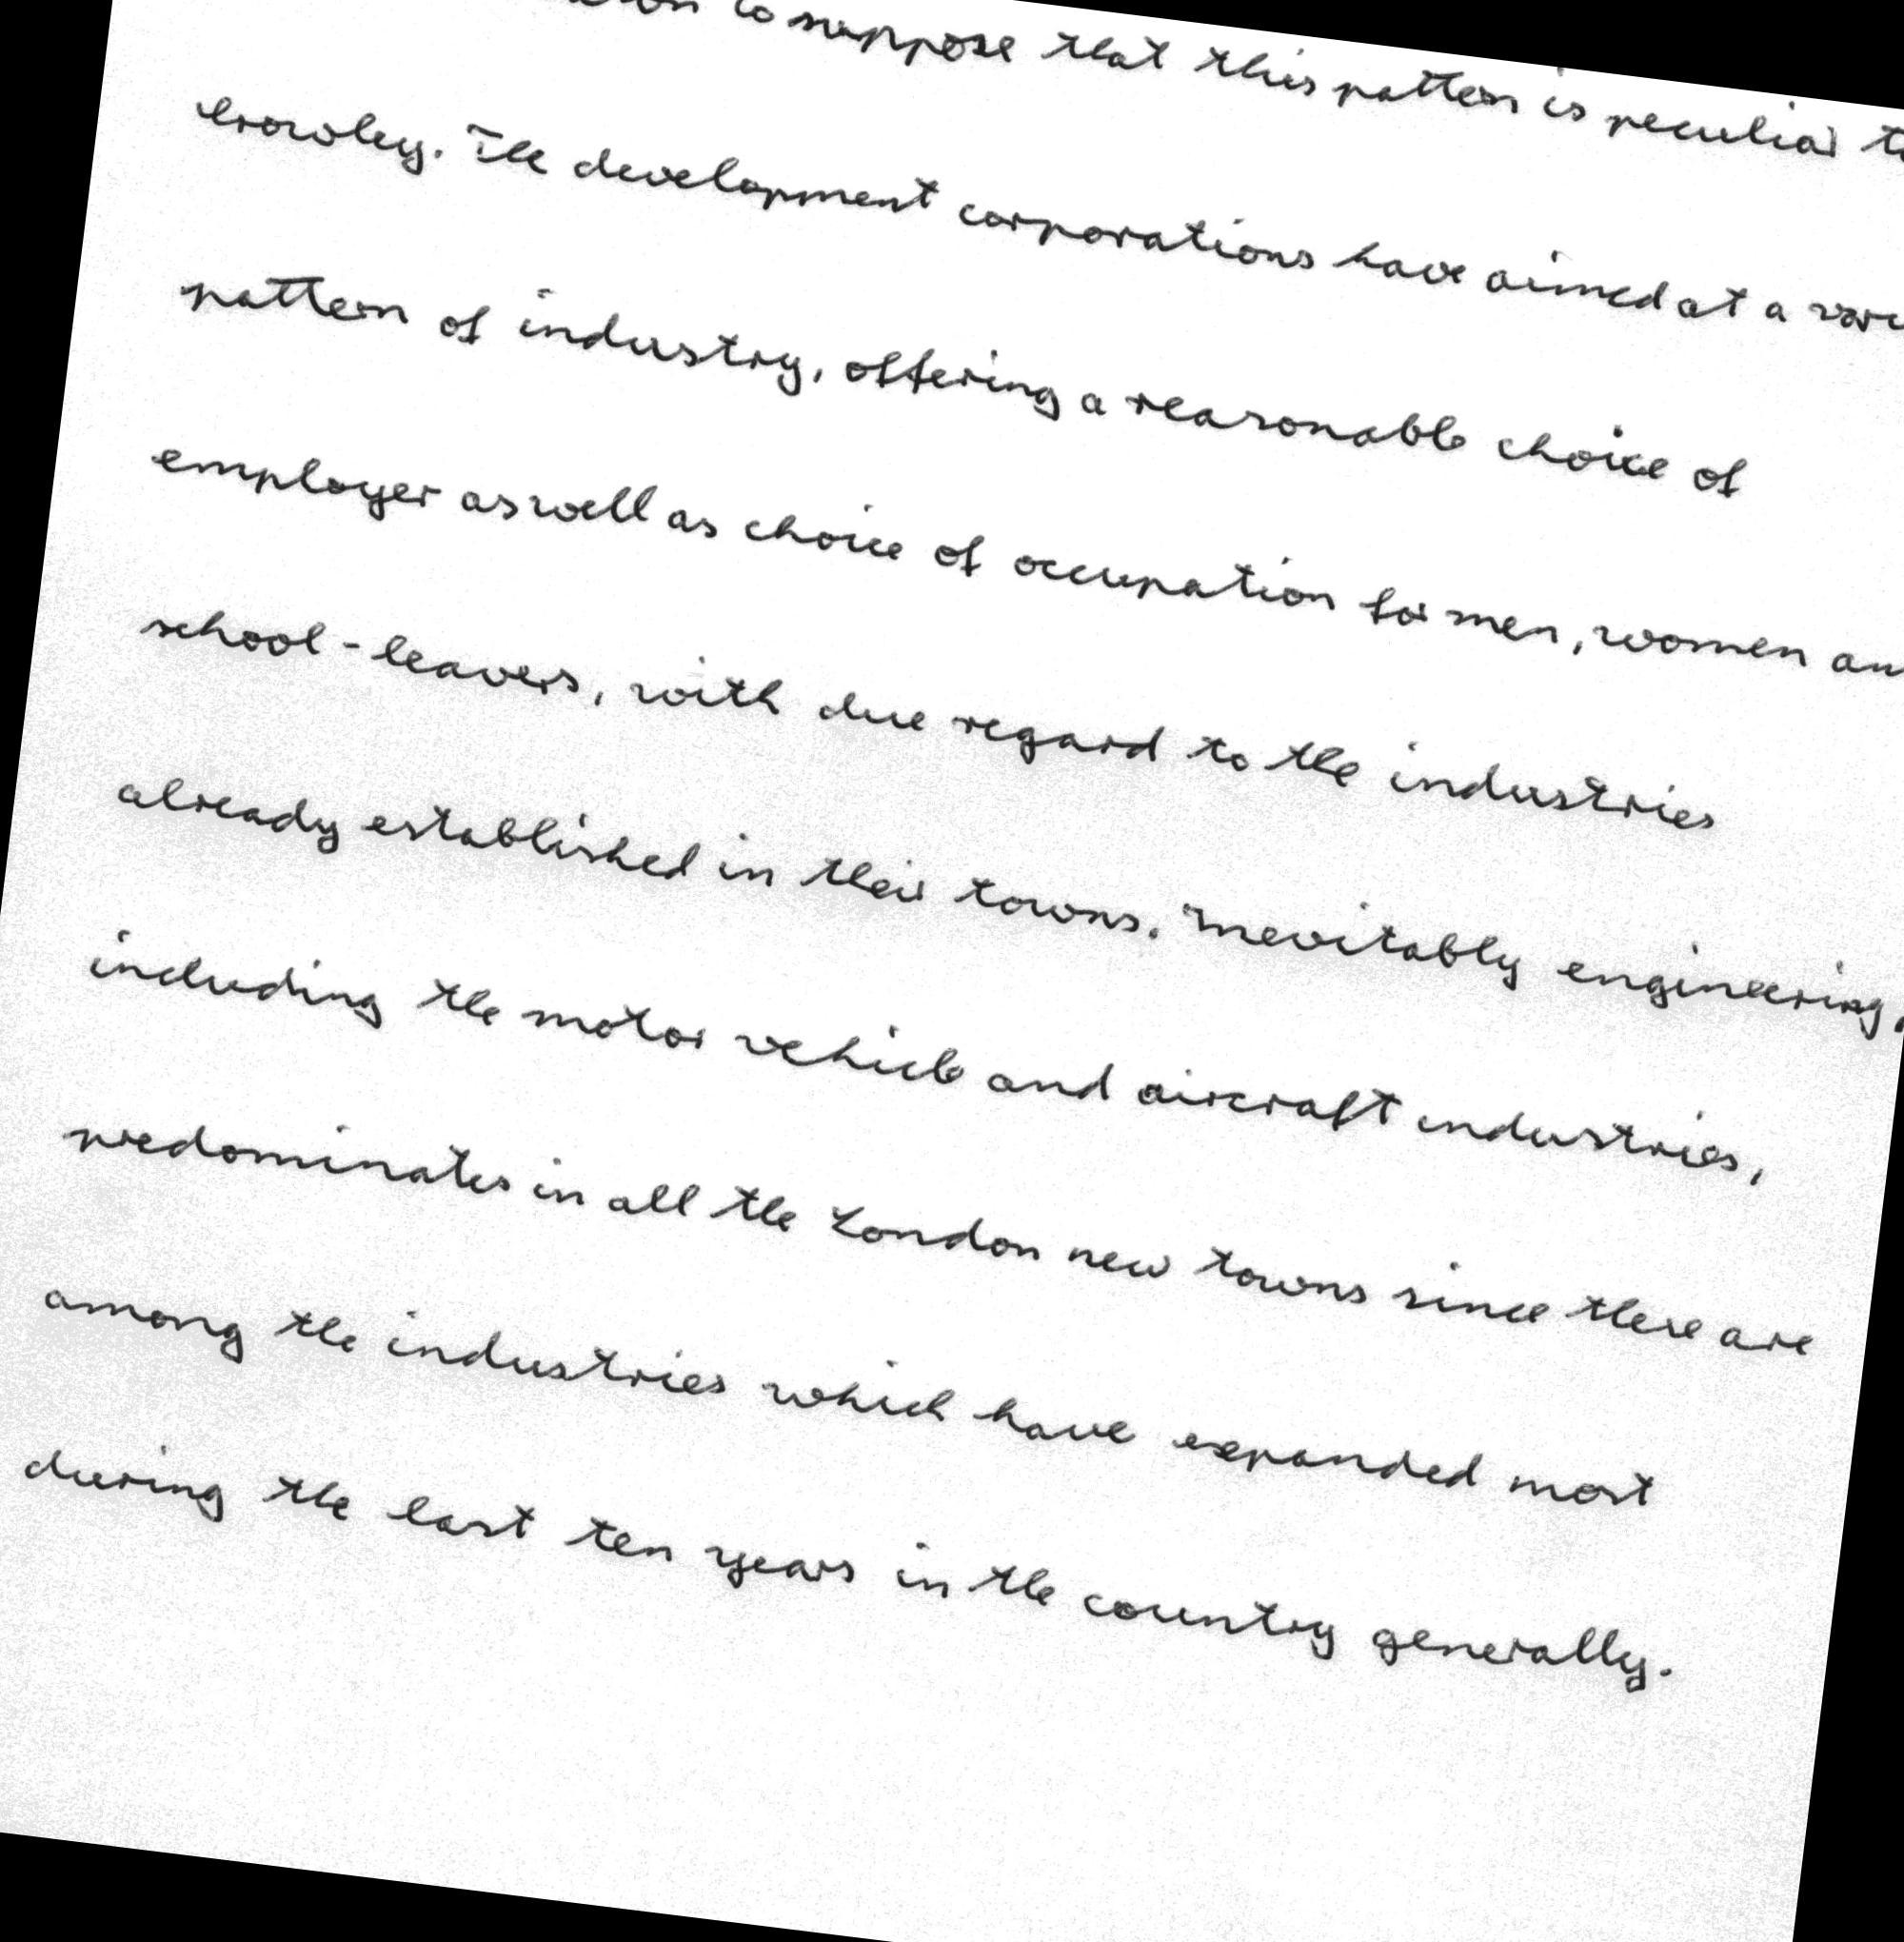 to suppose that this pattern is peculiar to
Crawley. The development corporations have aimed at a
pattern of industry, offering a reasonable choice of
employer as well as choice of occupation for men, women
school-leavers, with due regard to the industries
already established in their towns. Inevitably engineering,
including the motor vehicle and aircraft industries,
predominates in all the London new towns since these are
among the industries which have expanded most
during the last ten years in the country generally.